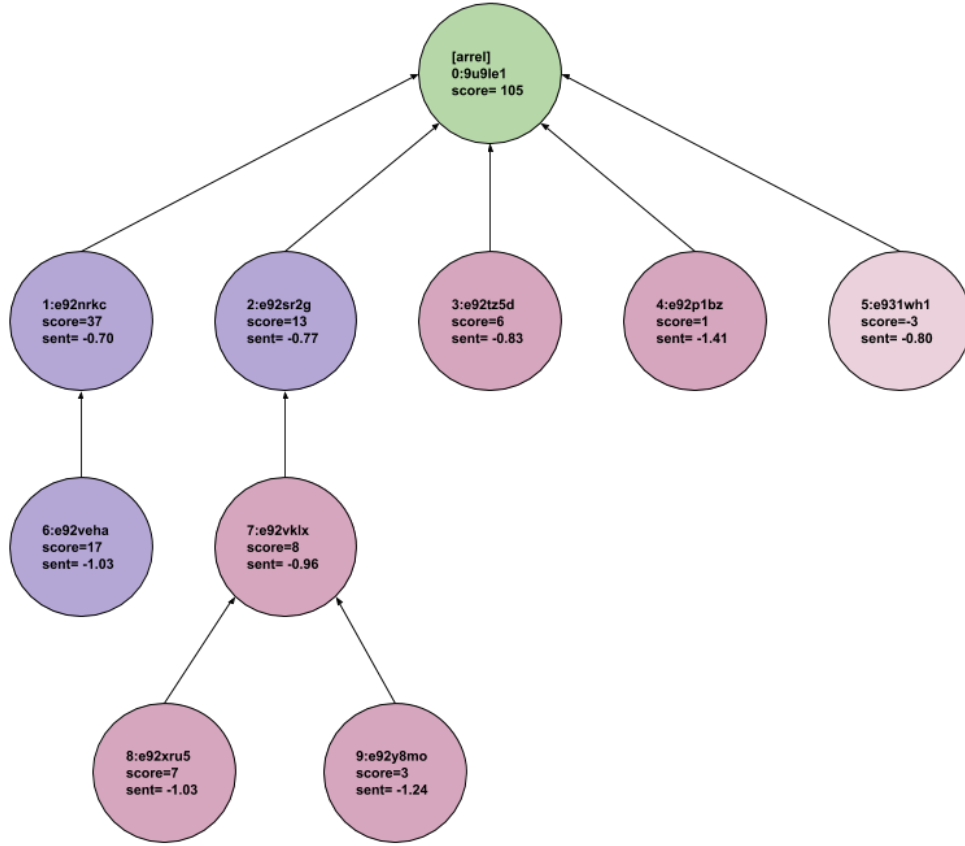 [arrel]
0:9u9le1
score= 105
1:e92nrkc
score=37
sent= -0.70
2:e92sr2g
score=13
sent= -0.77
3:e92tz5d
score=6
sent= -0.83
4:e92p1bz
score=1
sent= -1.41
5:e931wh1
score=-3
sent= -0.80
6:e92veha
score=17
sent= -1.03
7:e92vklx
score=8
sent= -0.96
8:e92xru5
score=7
sent= -1.03
9:e92y8mo
score=3
sent= -1.24